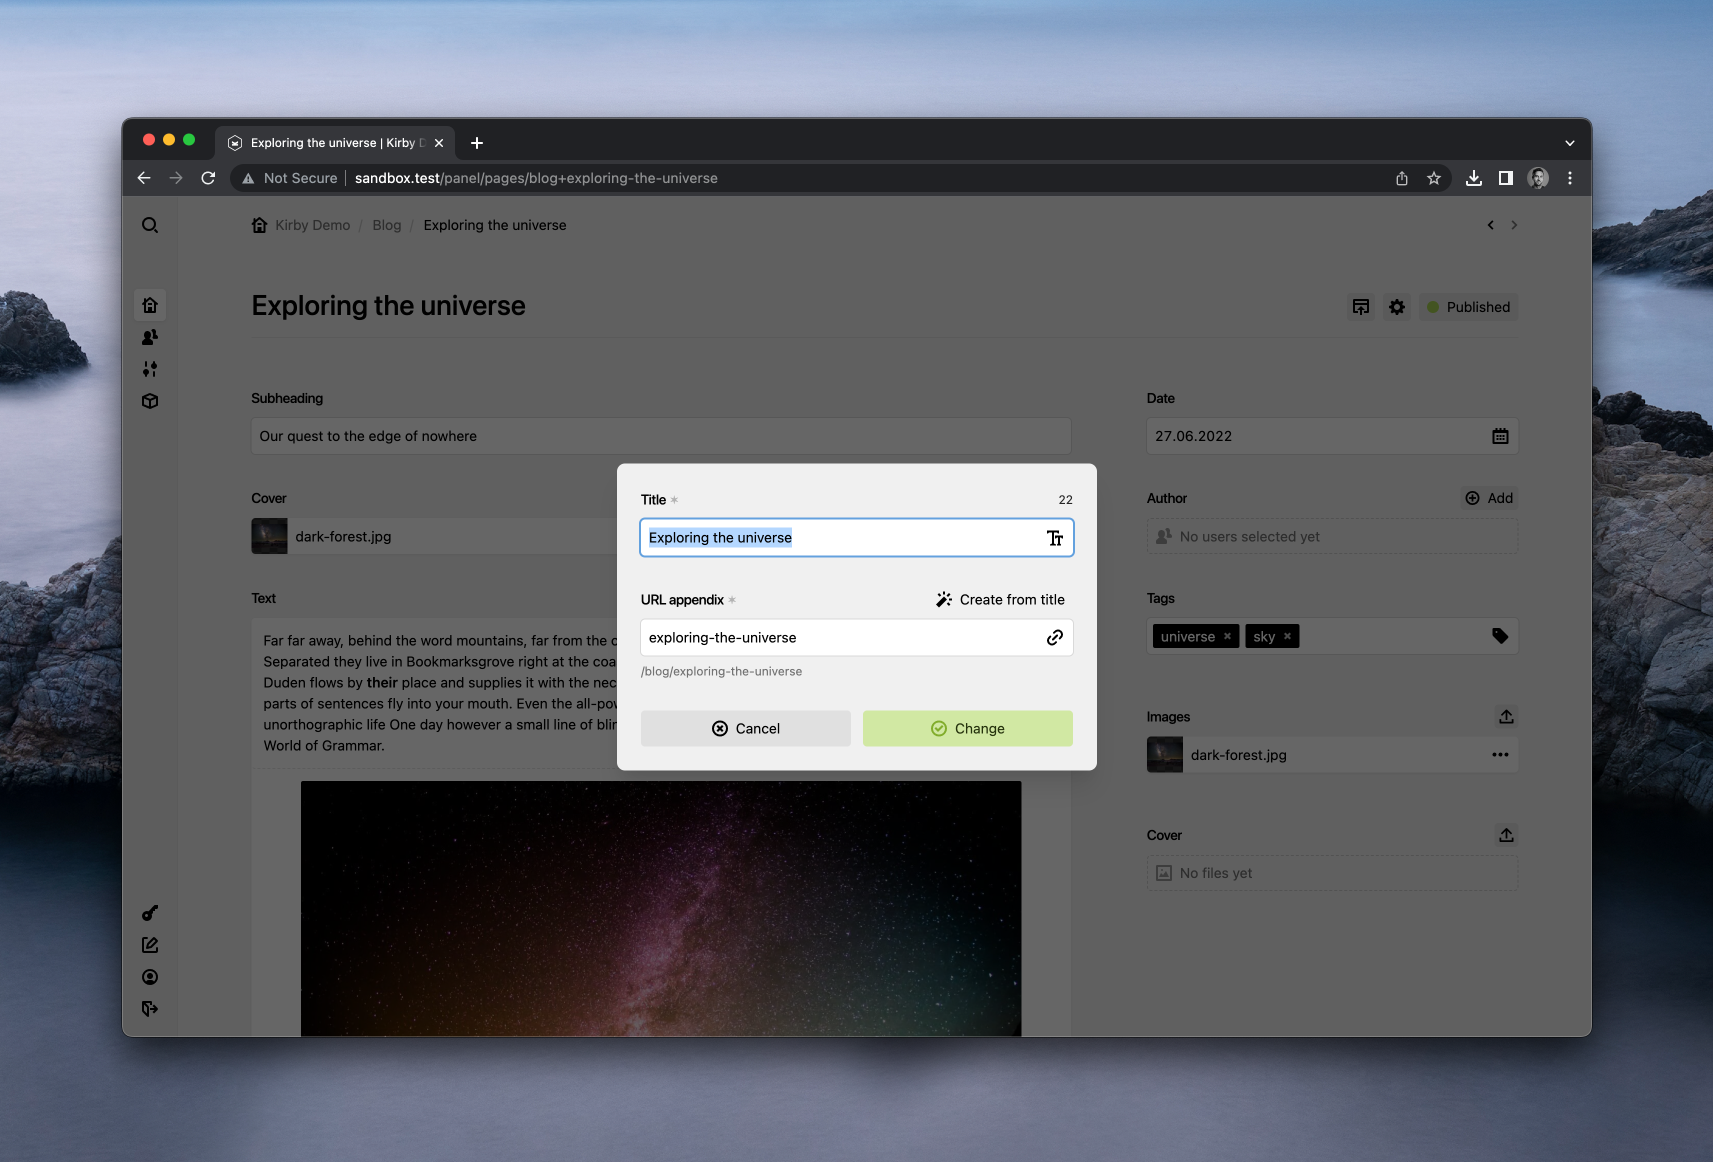 Exploring the universe | Kirby D
Not Secure
sandbox.test/panel/pages/blog+exploring-the-universe
Kirby Demo / Blog / Exploring the universe
Exploring the universe
Published
Subheading
Our quest to the edge of nowhere
Cover
dark-forest.jpg
Text
Far far away, behind the word mountains, far from the c
Separated they live in Bookmarksgrove right at the coa
Duden flows by their place and supplies it with the nec
parts of sentences fly into your mouth. Even the all-pov
unorthographic life One day however a small line of blin
World of Grammar.
Title *
22
Exploring the universe
URL appendix *
Create from title
exploring-the-universe
/blog/exploring-the-universe
Cancel
Change
Date
27.06.2022
Author
Add
No users selected yet
Tags
universe ×
sky ×
Images
dark-forest.jpg
Cover
No files yet